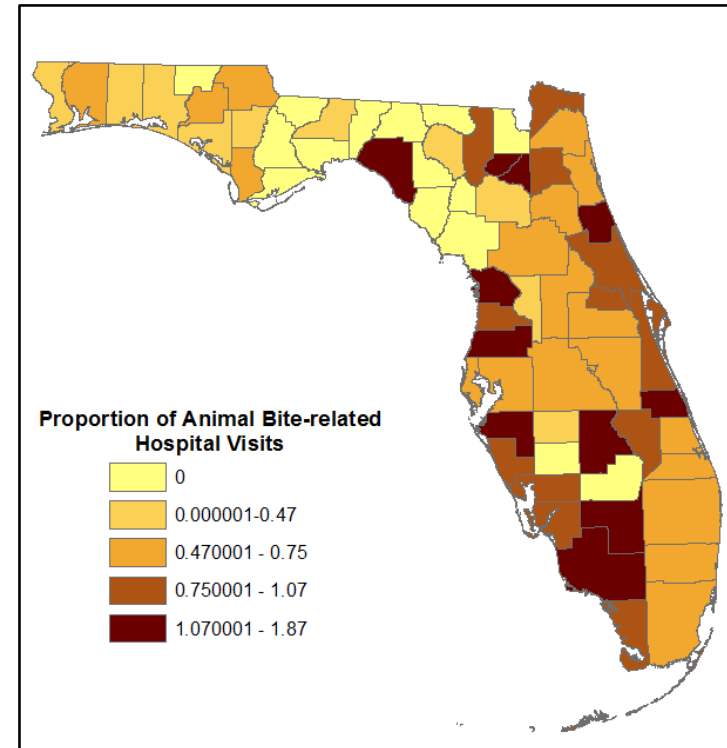 Proportion of Animal Bite-related
Hospital Visits
0
0.000001-0.47
0.470001 - 0.75
0.750001 - 1.07
1.070001 - 1.87